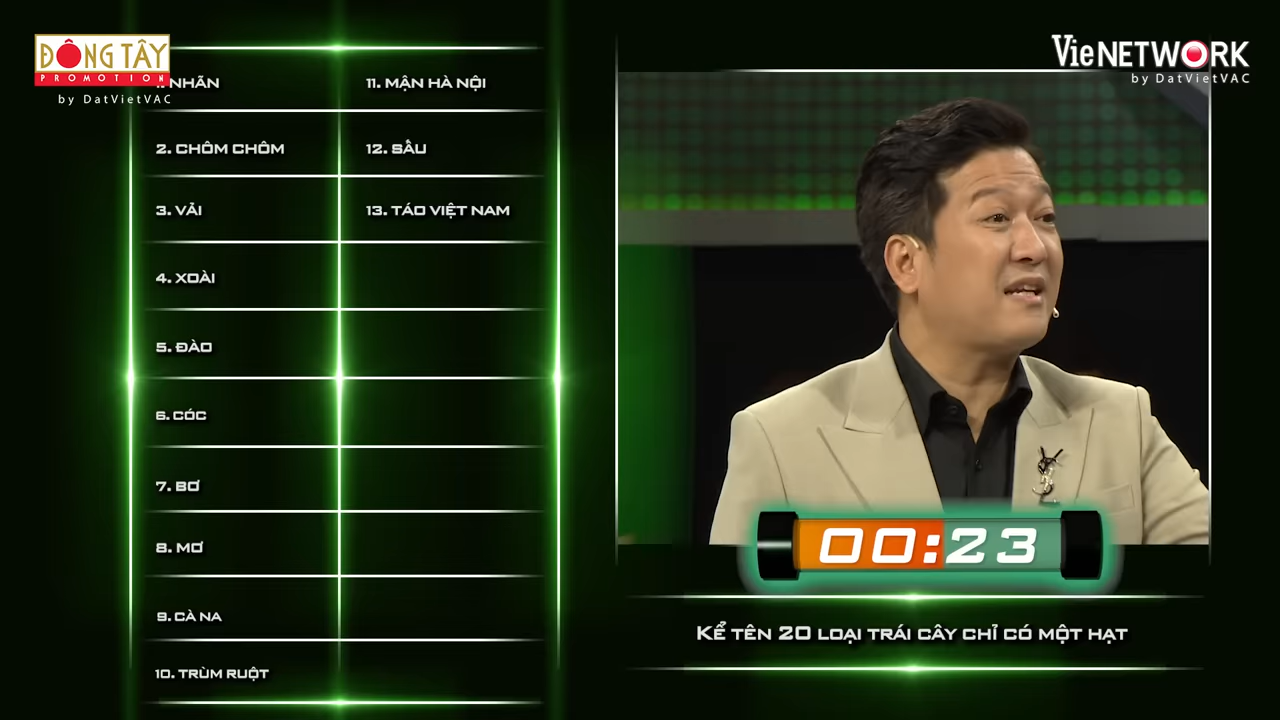 ĐÔNG TÂY
PROMOTION
by DatVietVAC
VieNETWORK
by DatVietVAC
1. NHÃN
2. CHÔM CHÔM
3. VẢI
4. XOÀI
5. ĐÀO
6. CÓC
7. BƠ
8. MƠ
9. CÀ NA
10. TRÙM RUỘT
11. MẬN HÀ NỘI
12. SẤU
13. TÁO VIỆT NAM
00:23
KỂ TÊN 20 LOẠI TRÁI CÂY CHỈ CÓ MỘT HẠT